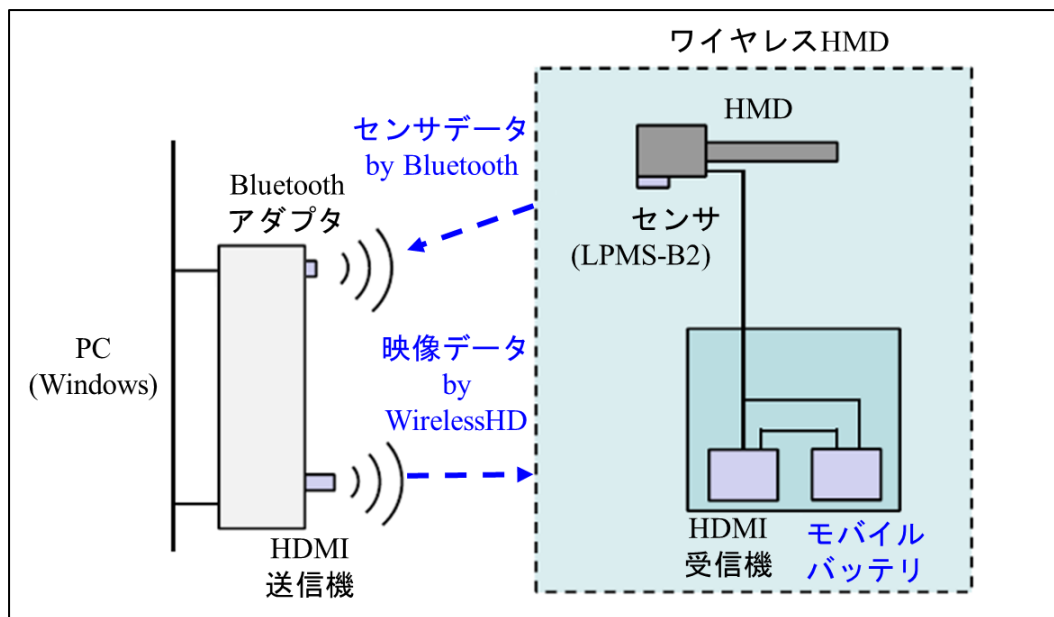 ワイヤレスHMD
HMD
センサデータ
by Bluetooth
Bluetooth
アダプタ
センサ
(LPMS-B2)
PC
(Windows)
映像データ
by
WirelessHD
HDMI
送信機
HDMI
受信機
モバイル
バッテリ